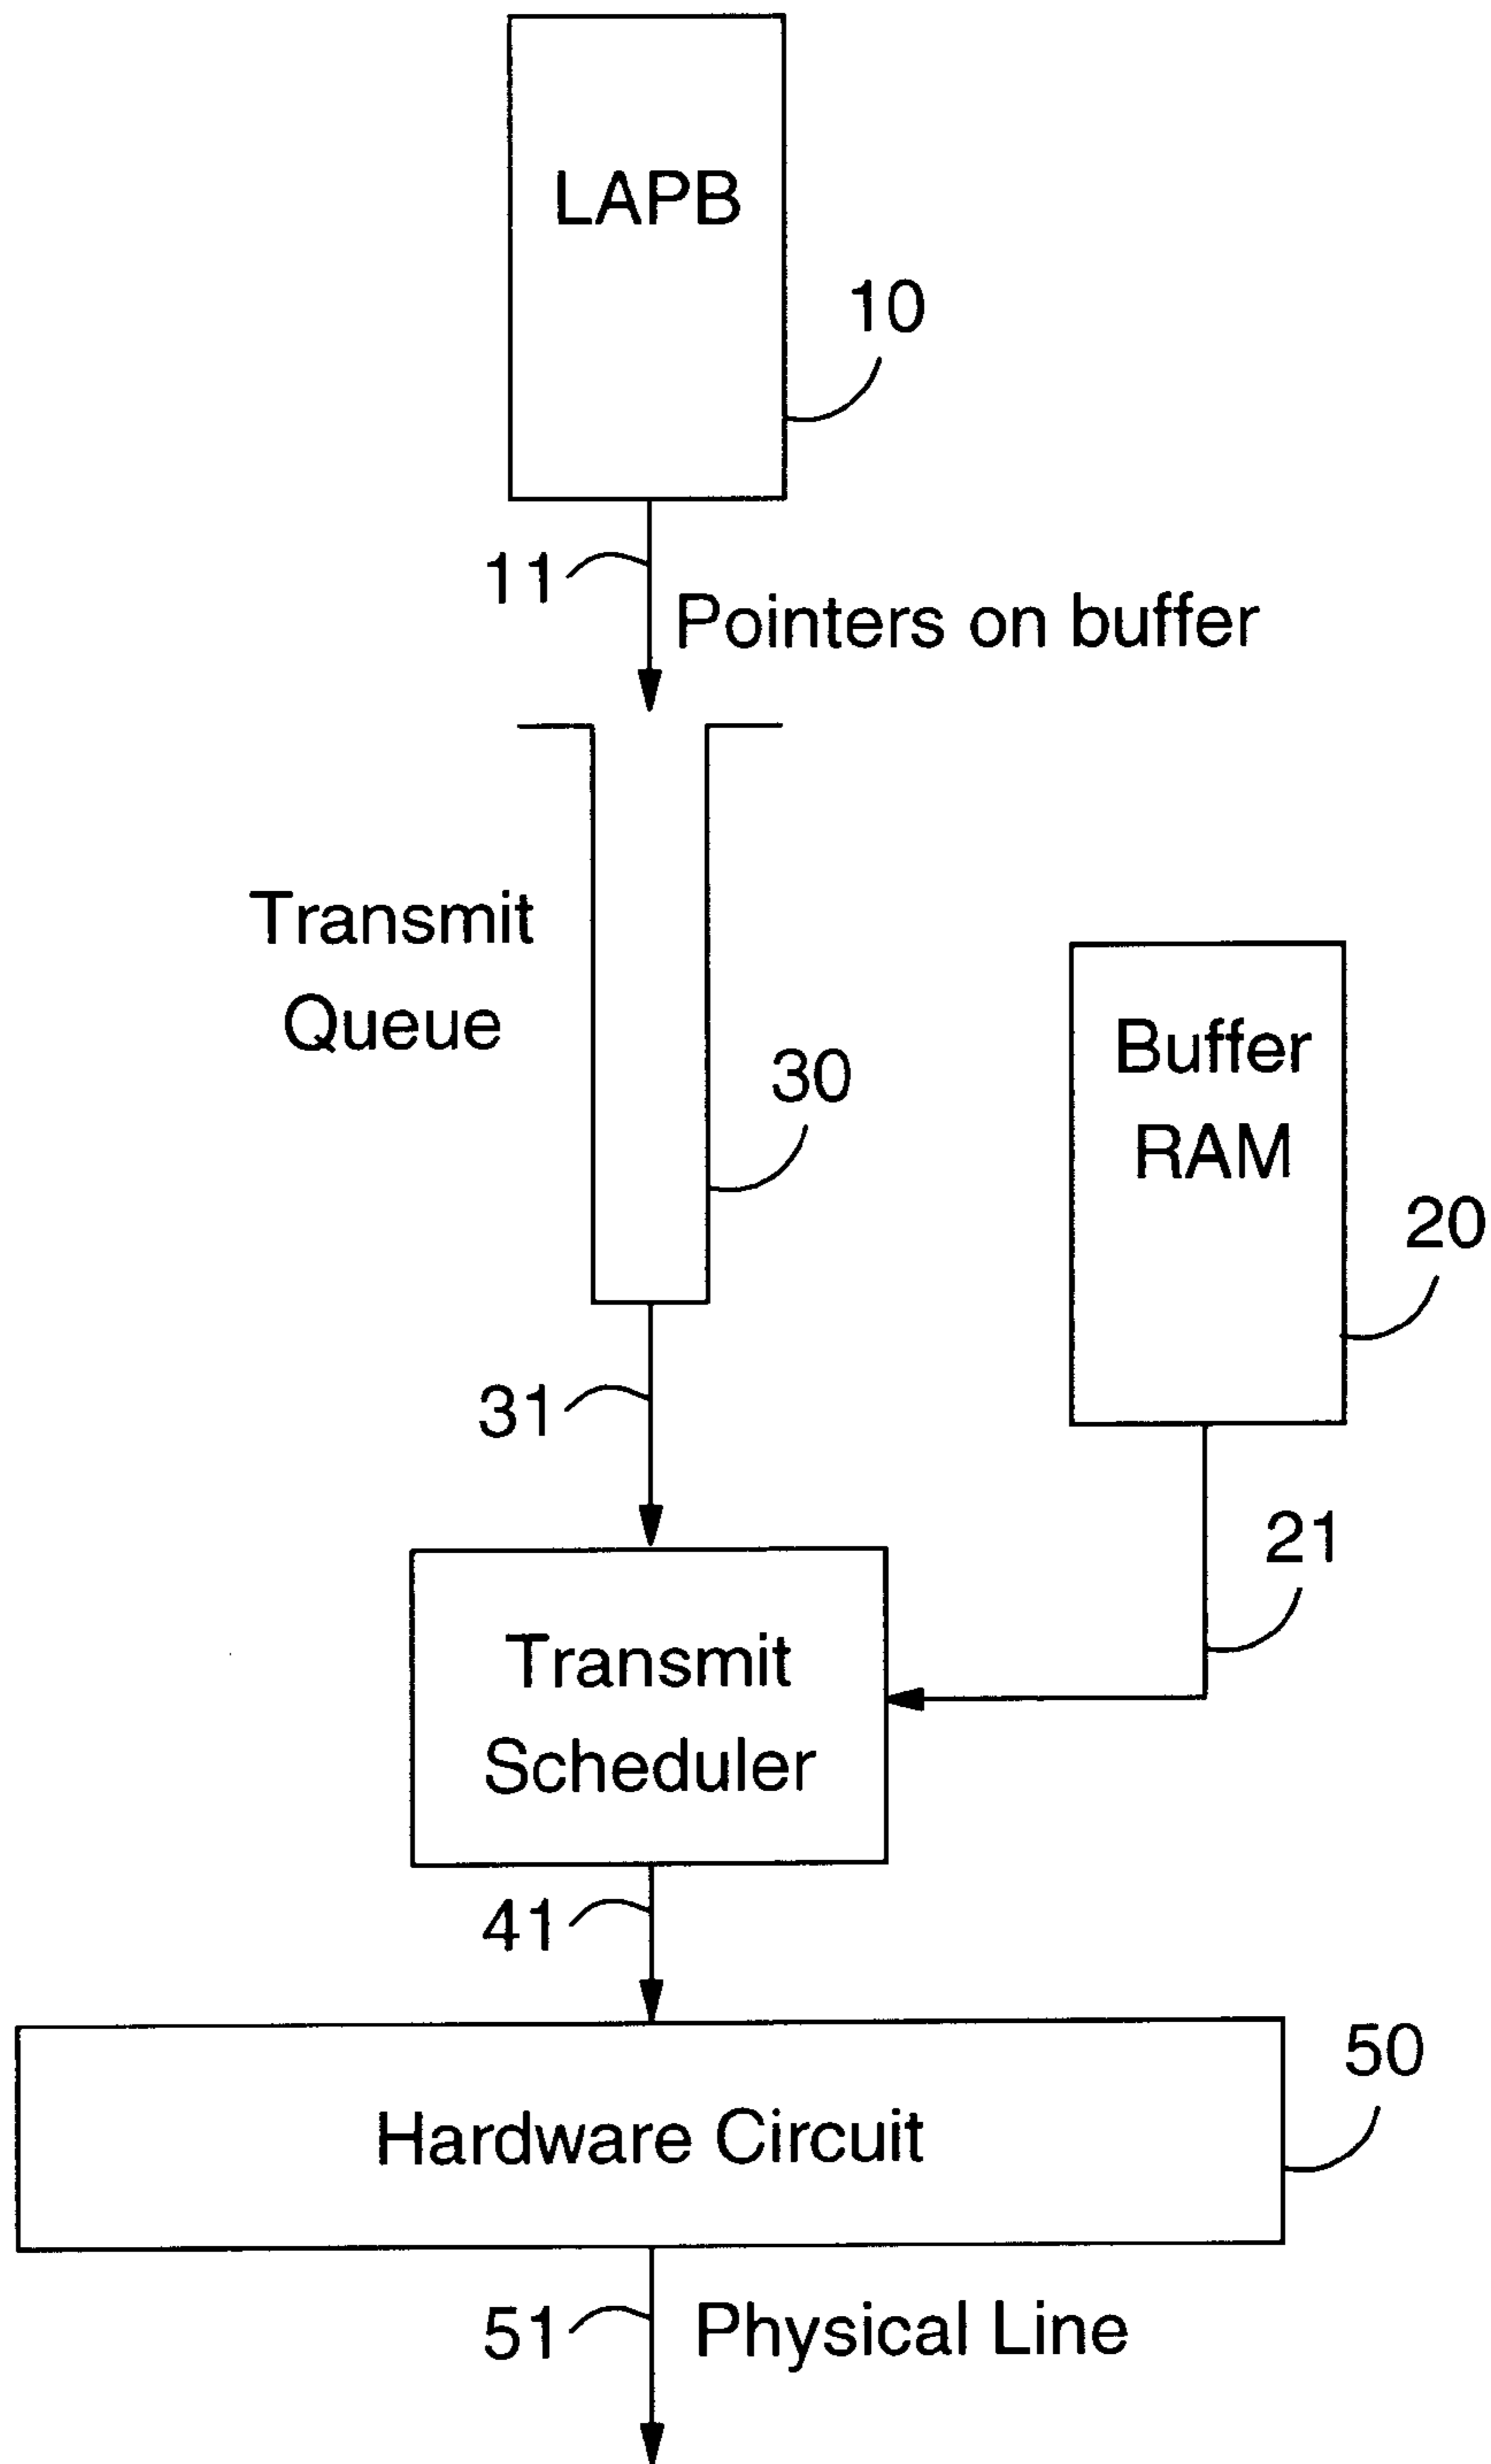 LAPB
10
11
Pointers on buffer
Transmit
Queue
30
Buffer
RAM
20
31
21
Transmit
Scheduler
41
50
Hardware Circuit
51
Physical Line